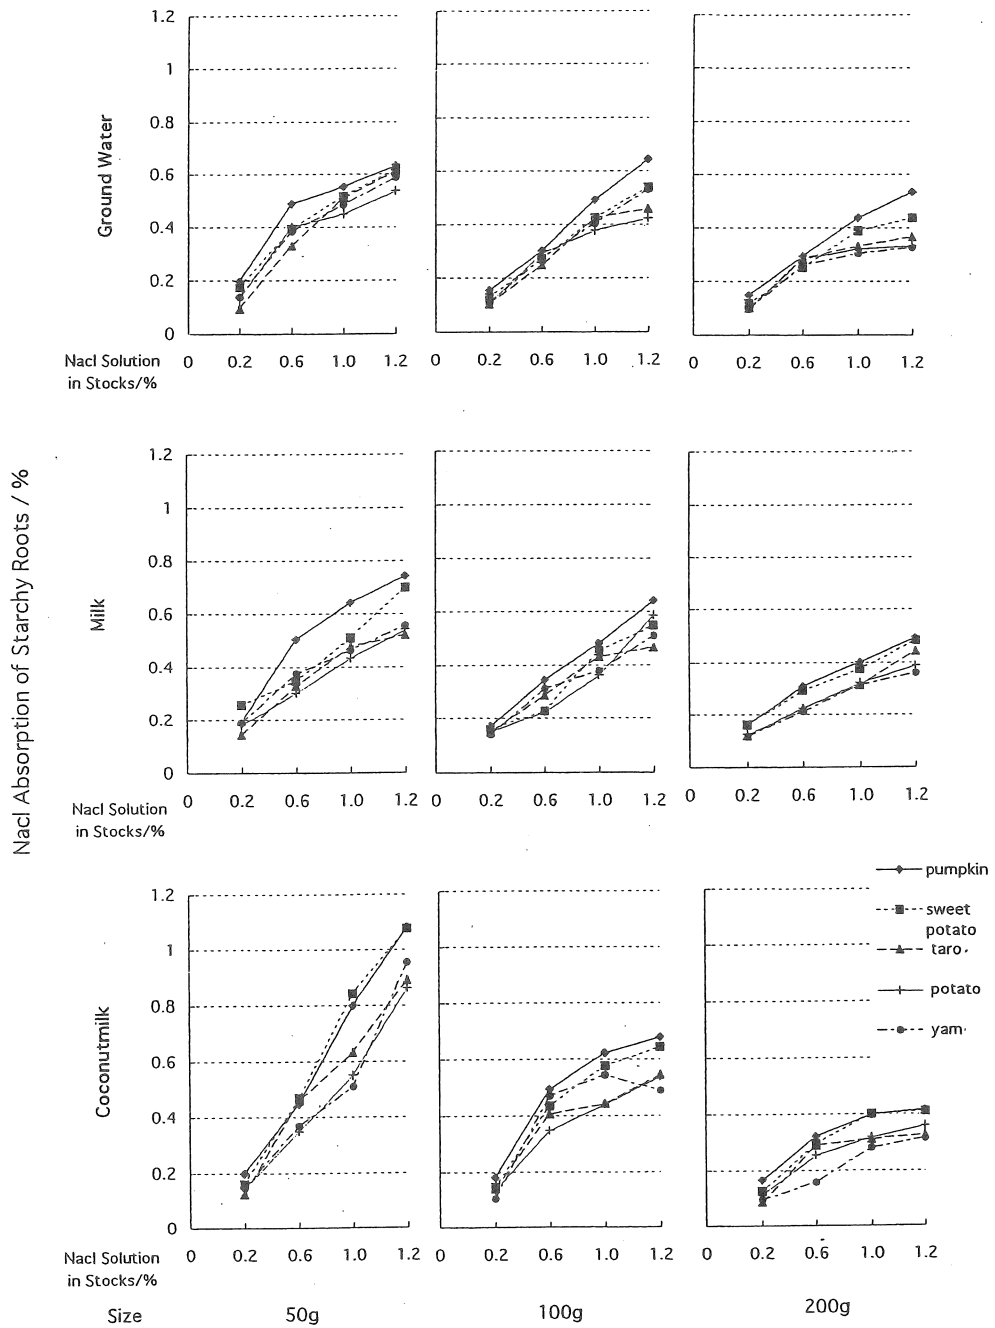 1.2
1
0.8
0.6
0.4
0.2
0
Ground Water
Nacl Solution
in Stocks/%
0 0.2 0.6 1.0 1.2
0 0.2 0.6 1.0 1.2
0 0.2 0.6 1.0 1.2
Nacl Absorption of Starchy Roots / %
1.2
1
0.8
0.6
0.4
0.2
0
Milk
Nacl Solution
in Stocks/%
0 0.2 0.6 1.0 1.2
0 0.2 0.6 1.0 1.2
0 0.2 0.6 1.0 1.2
pumpkin
sweet
potato
taro
potato
yam
1.2
1
0.8
0.6
0.4
0.2
0
Coconutmilk
Nacl Solution
in Stocks/%
0 0.2 0.6 1.0 1.2
0 0.2 0.6 1.0 1.2
0 0.2 0.6 1.0 1.2
Size 50g 100g 200g